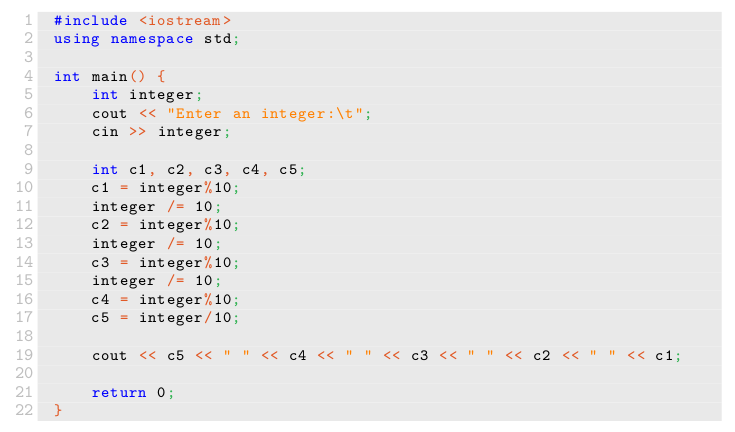 1 #include <iostream>
2 using namespace std;
3
4 int main() {
5     int integer;
6     cout << "Enter an integer:\t";
7     cin >> integer;
8
9     int c1, c2, c3, c4, c5;
10     c1 = integer%10;
11     integer /= 10;
12     c2 = integer%10;
13     integer /= 10;
14     c3 = integer%10;
15     integer /= 10;
16     c4 = integer%10;
17     c5 = integer/10;
18
19     cout << c5 << " " << c4 << " " << c3 << " " << c2 << " " << c1;
20
21     return 0;
22 }